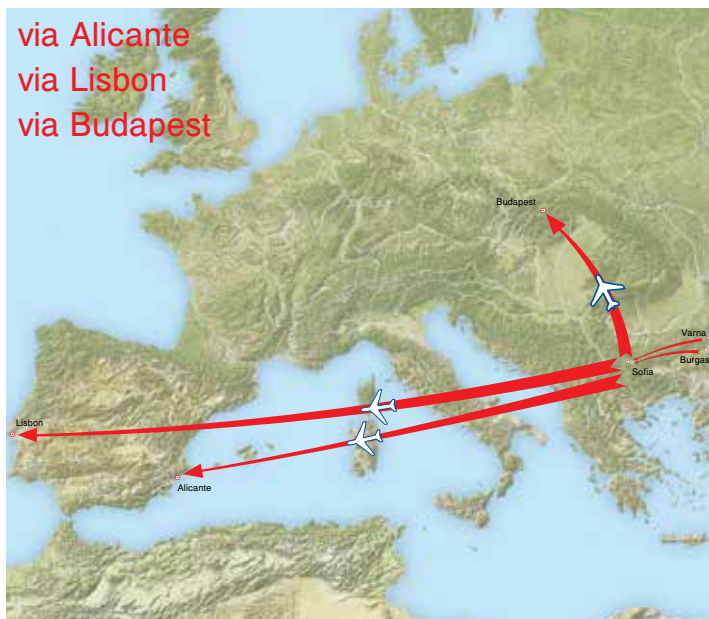 via Alicante
via Lisbon
via Budapest
Budapest
Varna
Burgas
Sofia
Lisbon
Alicante